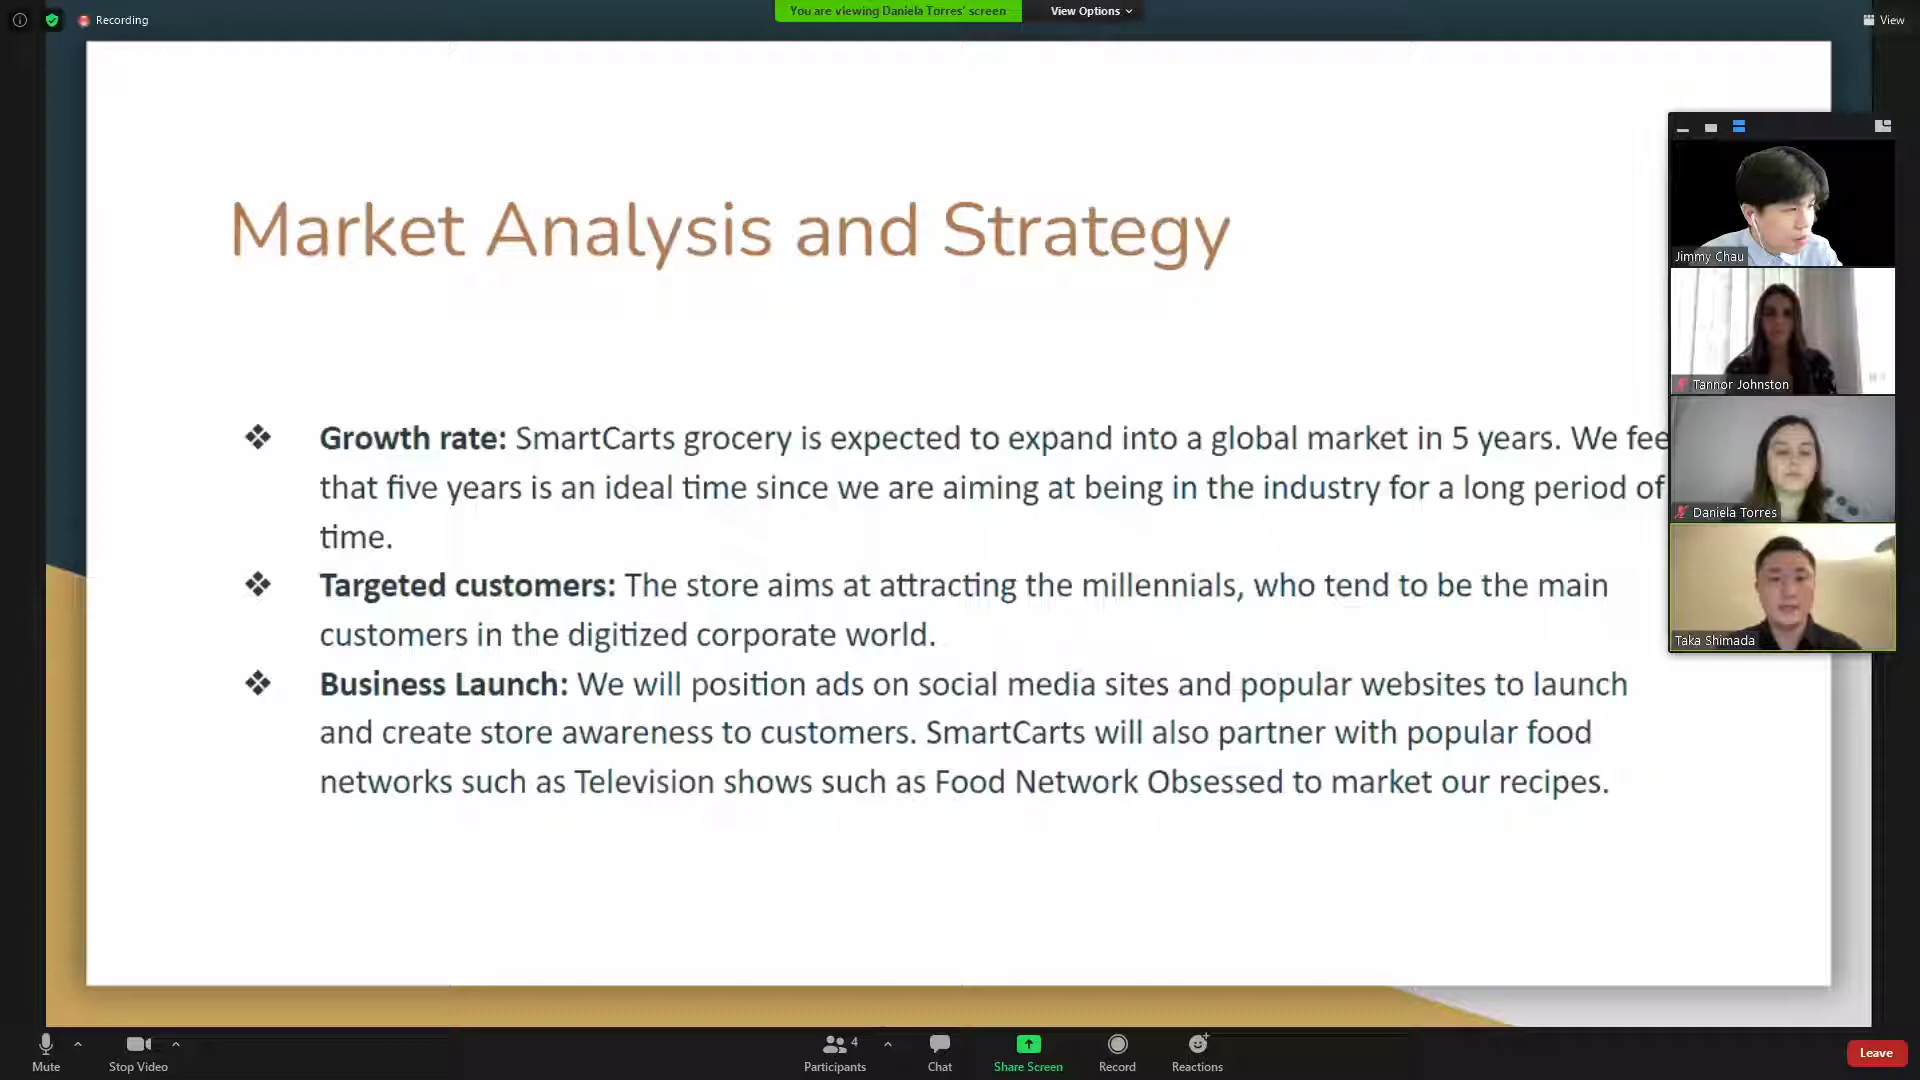 Recording
You are viewing Daniela Torres' screen
View Options
View
Market Analysis and Strategy
Growth rate: SmartCarts grocery is expected to expand into a global market in 5 years. We fee
that five years is an ideal time since we are aiming at being in the industry for a long period of
time.
Targeted customers: The store aims at attracting the millennials, who tend to be the main
customers in the digitized corporate world.
Business Launch: We will position ads on social media sites and popular websites to launch
and create store awareness to customers. SmartCarts will also partner with popular food
networks such as Television shows such as Food Network Obsessed to market our recipes.
Jimmy Chau
Tannor Johnston
Daniela Torres
Taka Shimada
Mute
Stop Video
4
Participants
Chat
Share Screen
Record
Reactions
Leave